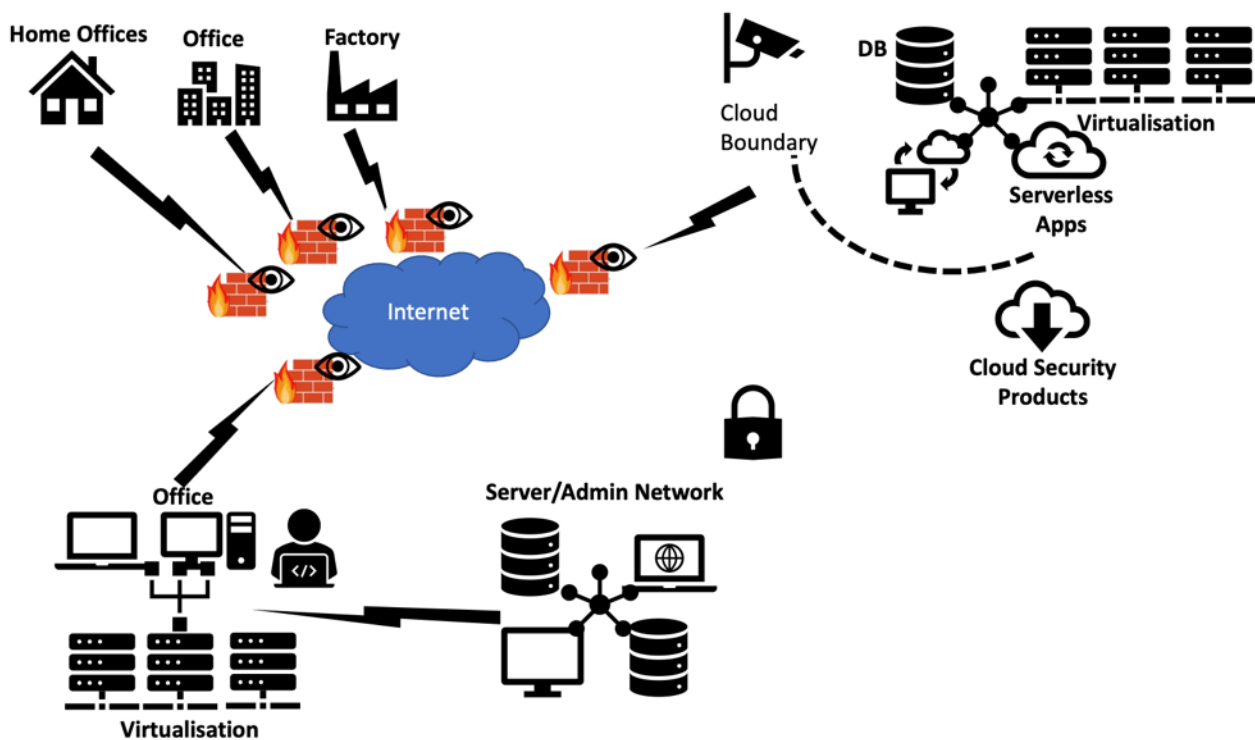 Home Offices
Office
Factory
DB
Cloud
Boundary
Virtualisation
Serverless
Apps
Internet
Cloud Security
Products
Office
Server/Admin Network
</>
Virtualisation